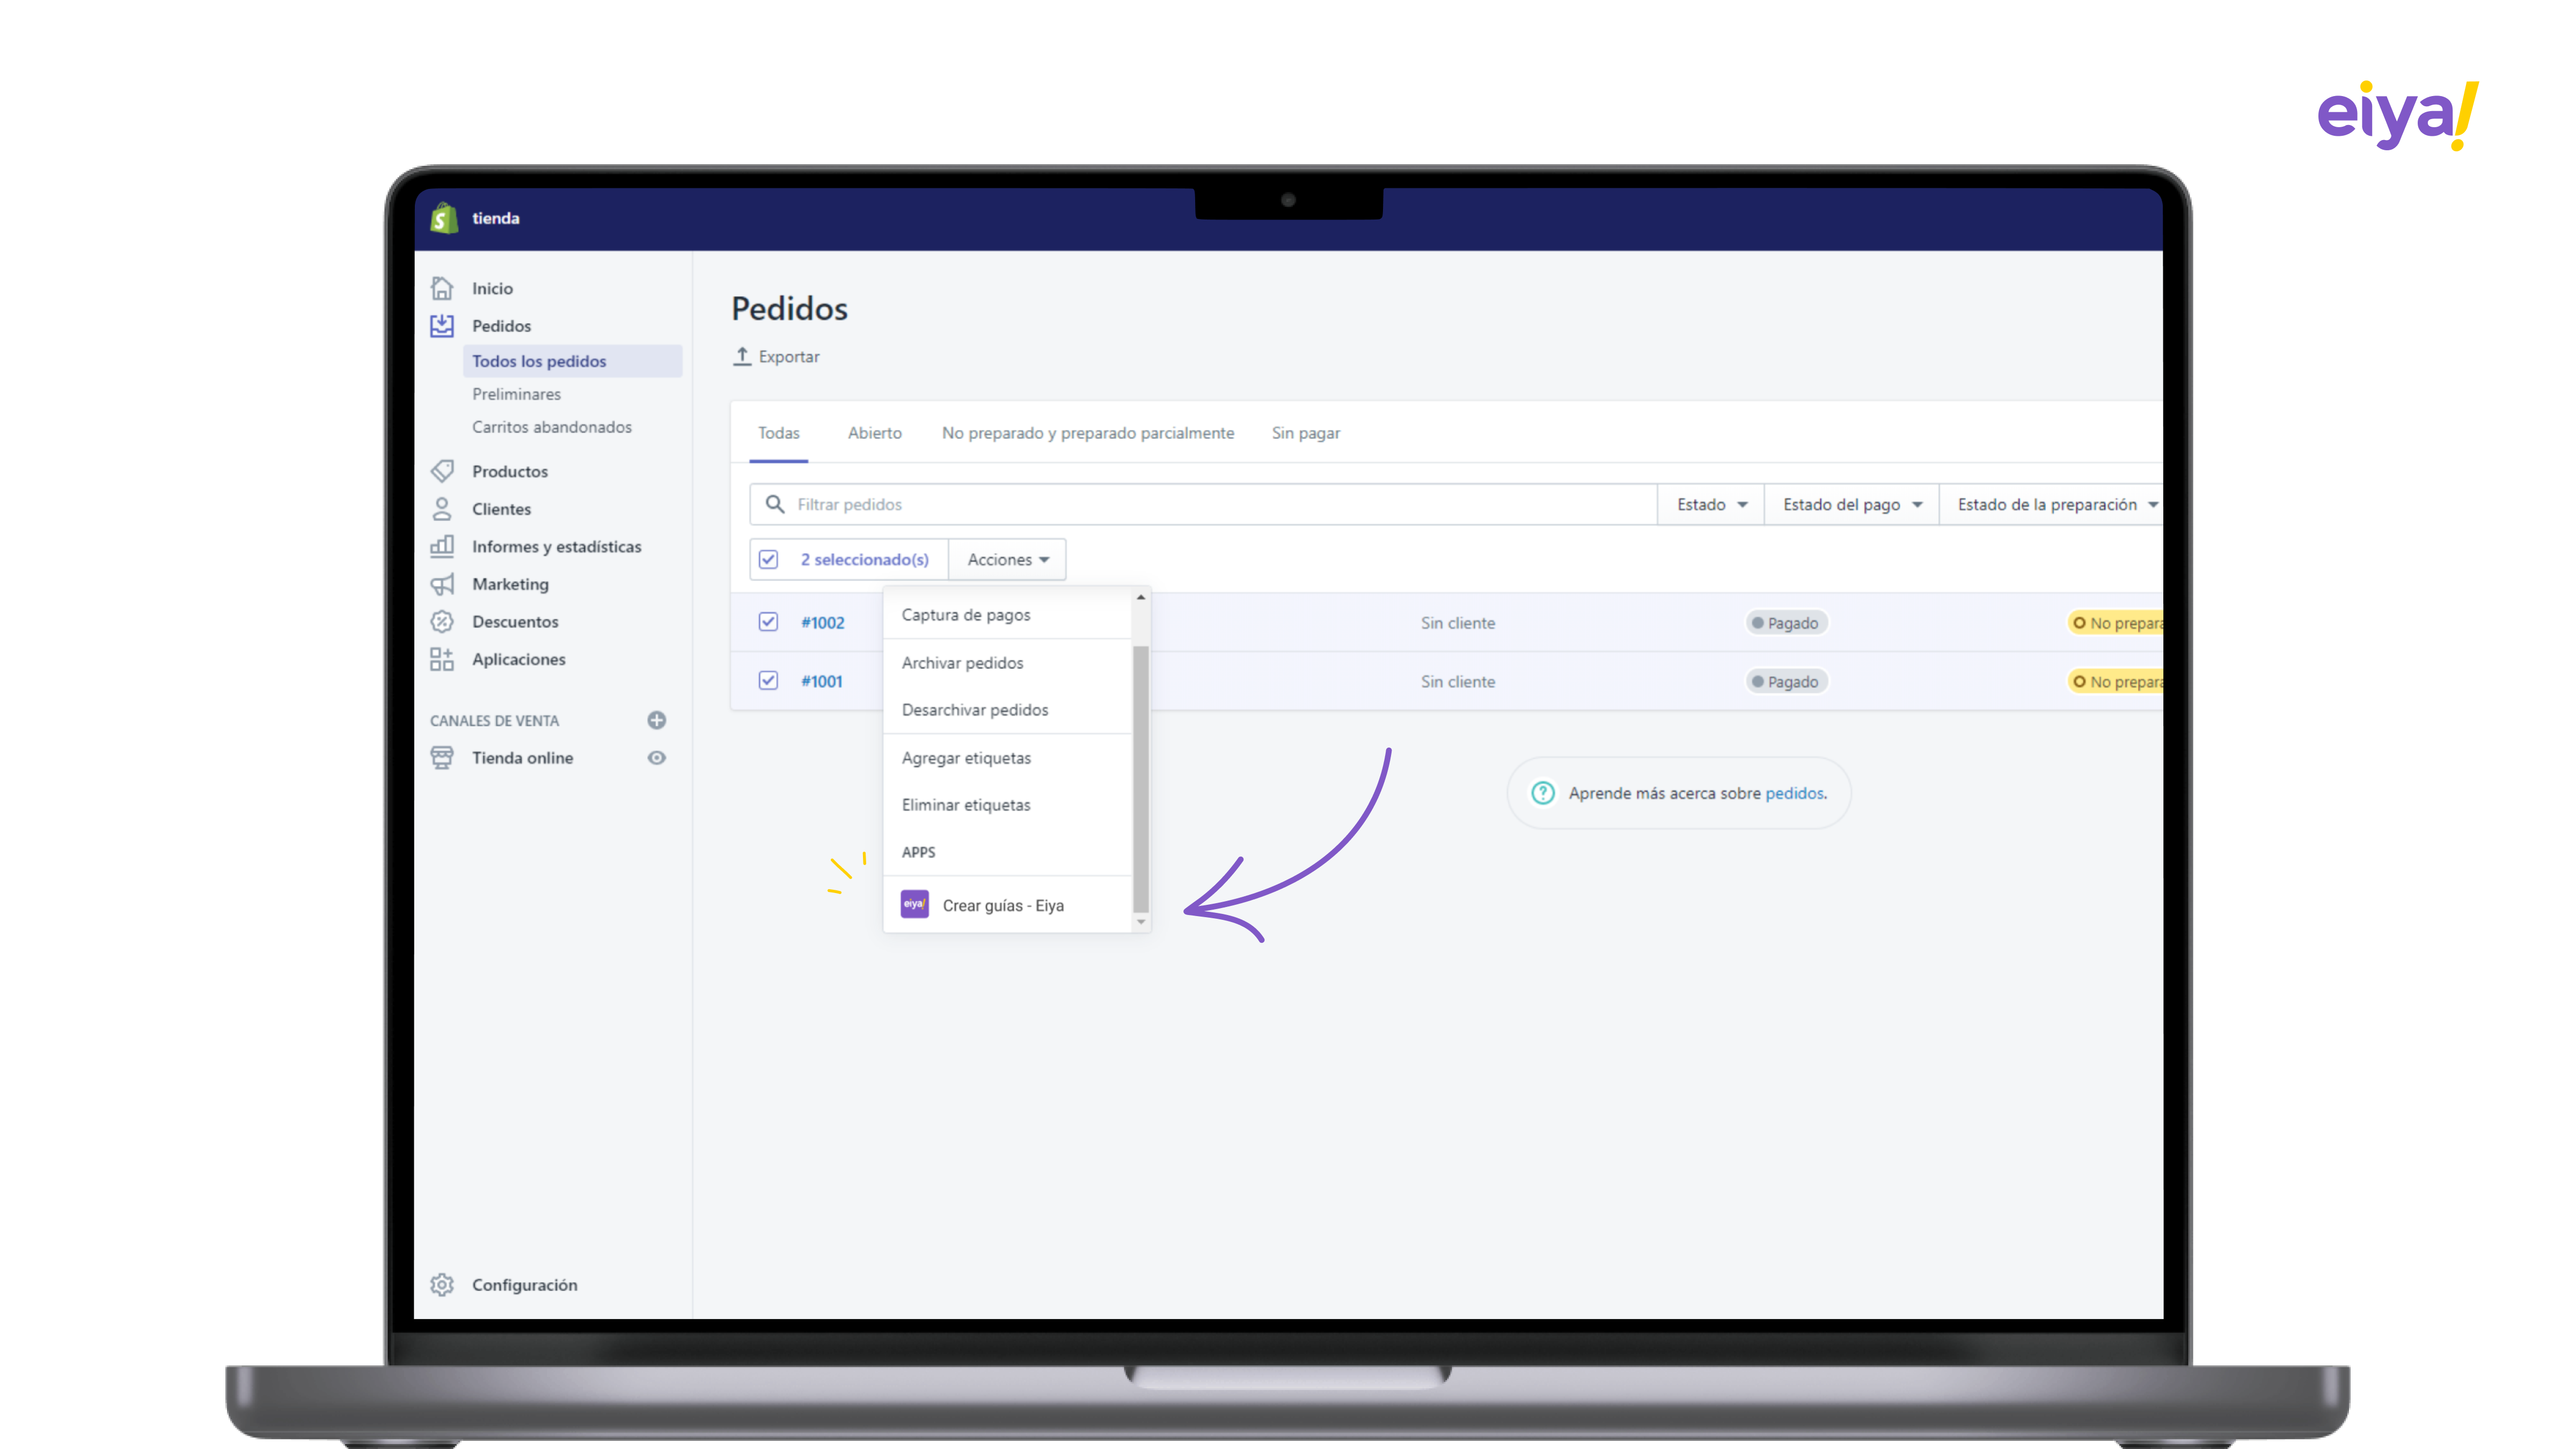 eiya!
tienda
Inicio
Pedidos
Todos los pedidos
Preliminares
Carritos abandonados
Productos
Clientes
Informes y estadísticas
Marketing
Descuentos
Aplicaciones
CANALES DE VENTA
Tienda online
Configuración
Pedidos
Exportar
Todas Abierto No preparado y preparado parcialmente Sin pagar
Filtrar pedidos Estado Estado del pago Estado de la preparación
2 seleccionado(s) Acciones
#1002 Sin cliente Pagado No prepara
#1001 Sin cliente Pagado No prepara
Captura de pagos
Archivar pedidos
Desarchivar pedidos
Agregar etiquetas
Eliminar etiquetas
APPS
eiya! Crear guías - Eiya
Aprende más acerca sobre pedidos.